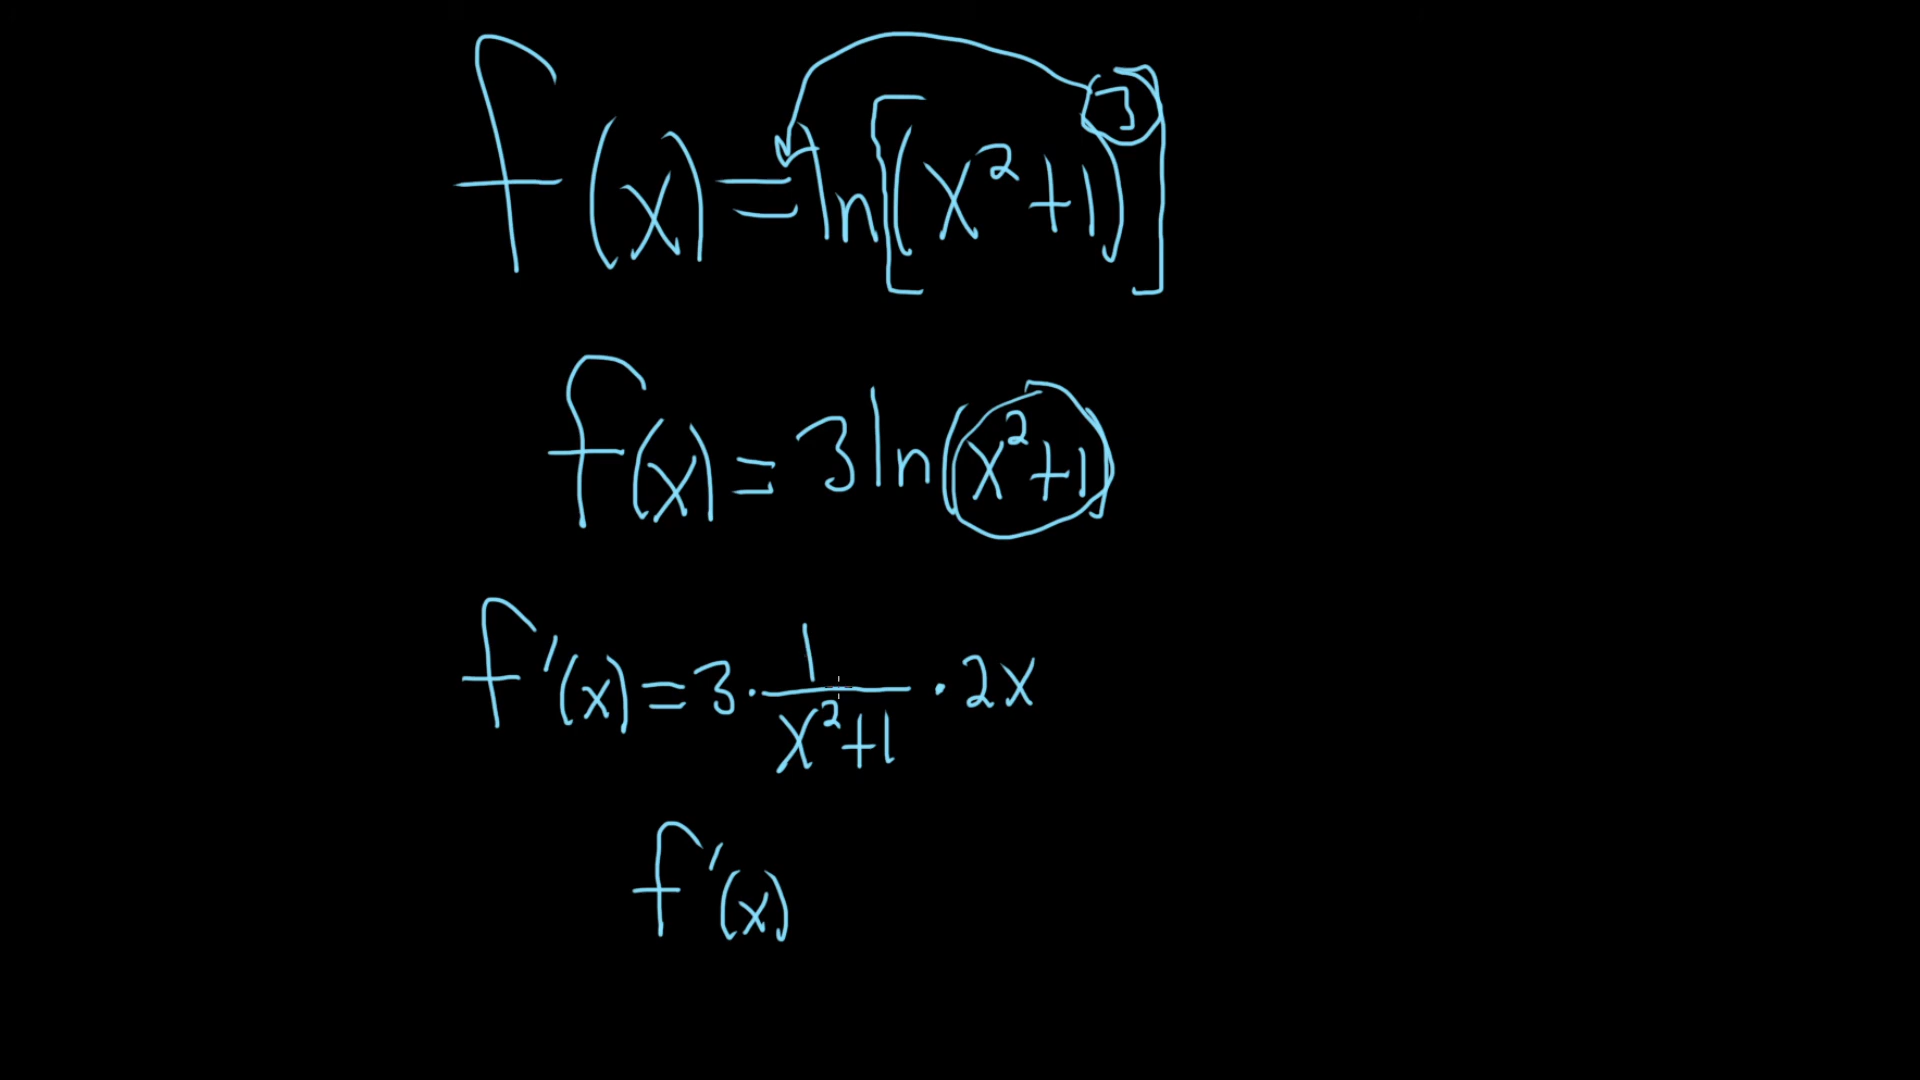 f(x) = ln[(x²+1)³]
f(x) = 3ln(x²+1)
f'(x) = 3 · 1/(x²+1) · 2x
f'(x)